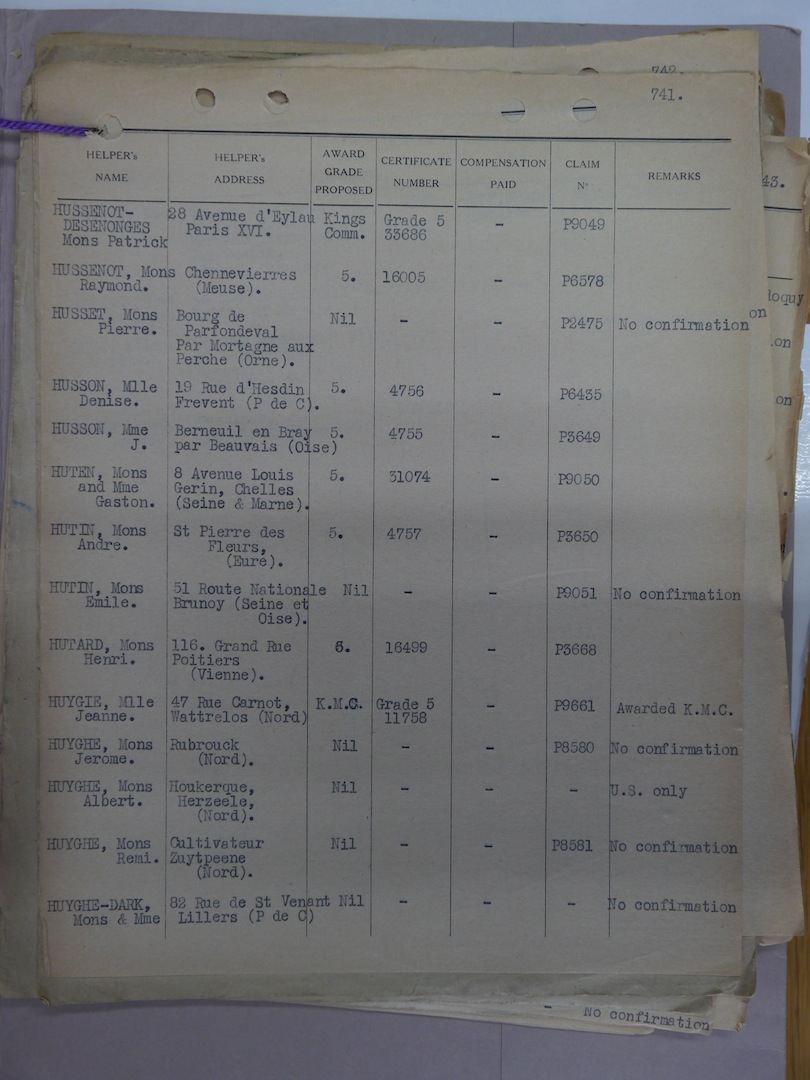 742.
741.
HELPER's NAME HELPER's ADDRESS AWARD GRADE PROPOSED CERTIFICATE NUMBER COMPENSATION PAID CLAIM N° REMARKS
43.
HUSSENOT- 28 Avenue d'Eylau Kings Grade 5 - P9049
DESENONGES Paris XVI. Comm. 33686
Mons Patrick
HUSSENOT, Mons Chennevierres 5. 16005 - P6578
Raymond. (Meuse).
loquy
HUSSET, Mons Bourg de Nil - - P2475 No confirmation
on
Pierre. Parfondeval
Par Mortagne aux
on
Perche (Orne).
HUSSON, Mlle 19 Rue d'Hesdin 5. 4756 - P6435
Denise. Frevent (P de C).
on
HUSSON, Mme Berneuil en Bray 5. 4755 - P3649
J. par Beauvais (Oise)
HUTEN, Mons 8 Avenue Louis 5. 31074 - P9050
and Mme Gerin, Chelles
Gaston. (Seine & Marne).
HUTIN, Mons St Pierre des 5. 4757 - P3650
Andre. Fleurs,
(Eure).
HUTIN, Mons 51 Route Nationale Nil - - P9051 No confirmation
Emile. Brunoy (Seine et
Oise).
HUTARD, Mons 116. Grand Rue 5. 16499 - P3668
Henri. Poitiers
(Vienne).
HUYGIE, Mlle 47 Rue Carnot, K.M.C. Grade 5 - P9661 Awarded K.M.C.
Jeanne. Wattrelos (Nord) 11758
HUYGHE, Mons Rubrouck Nil - - P8580 No confirmation
Jerome. (Nord).
HUYGHE, Mons Houkerque, Nil - - - U.S. only
Albert. Herzeele,
(Nord).
HUYGHE, Mons Cultivateur Nil - - P8581 No confirmation
Remi. Zuytpeene
(Nord).
HUYGHE-DARK, 82 Rue de St Venant Nil - - - No confirmation
Mons & Mme Lillers (P de C)
- No confirmation